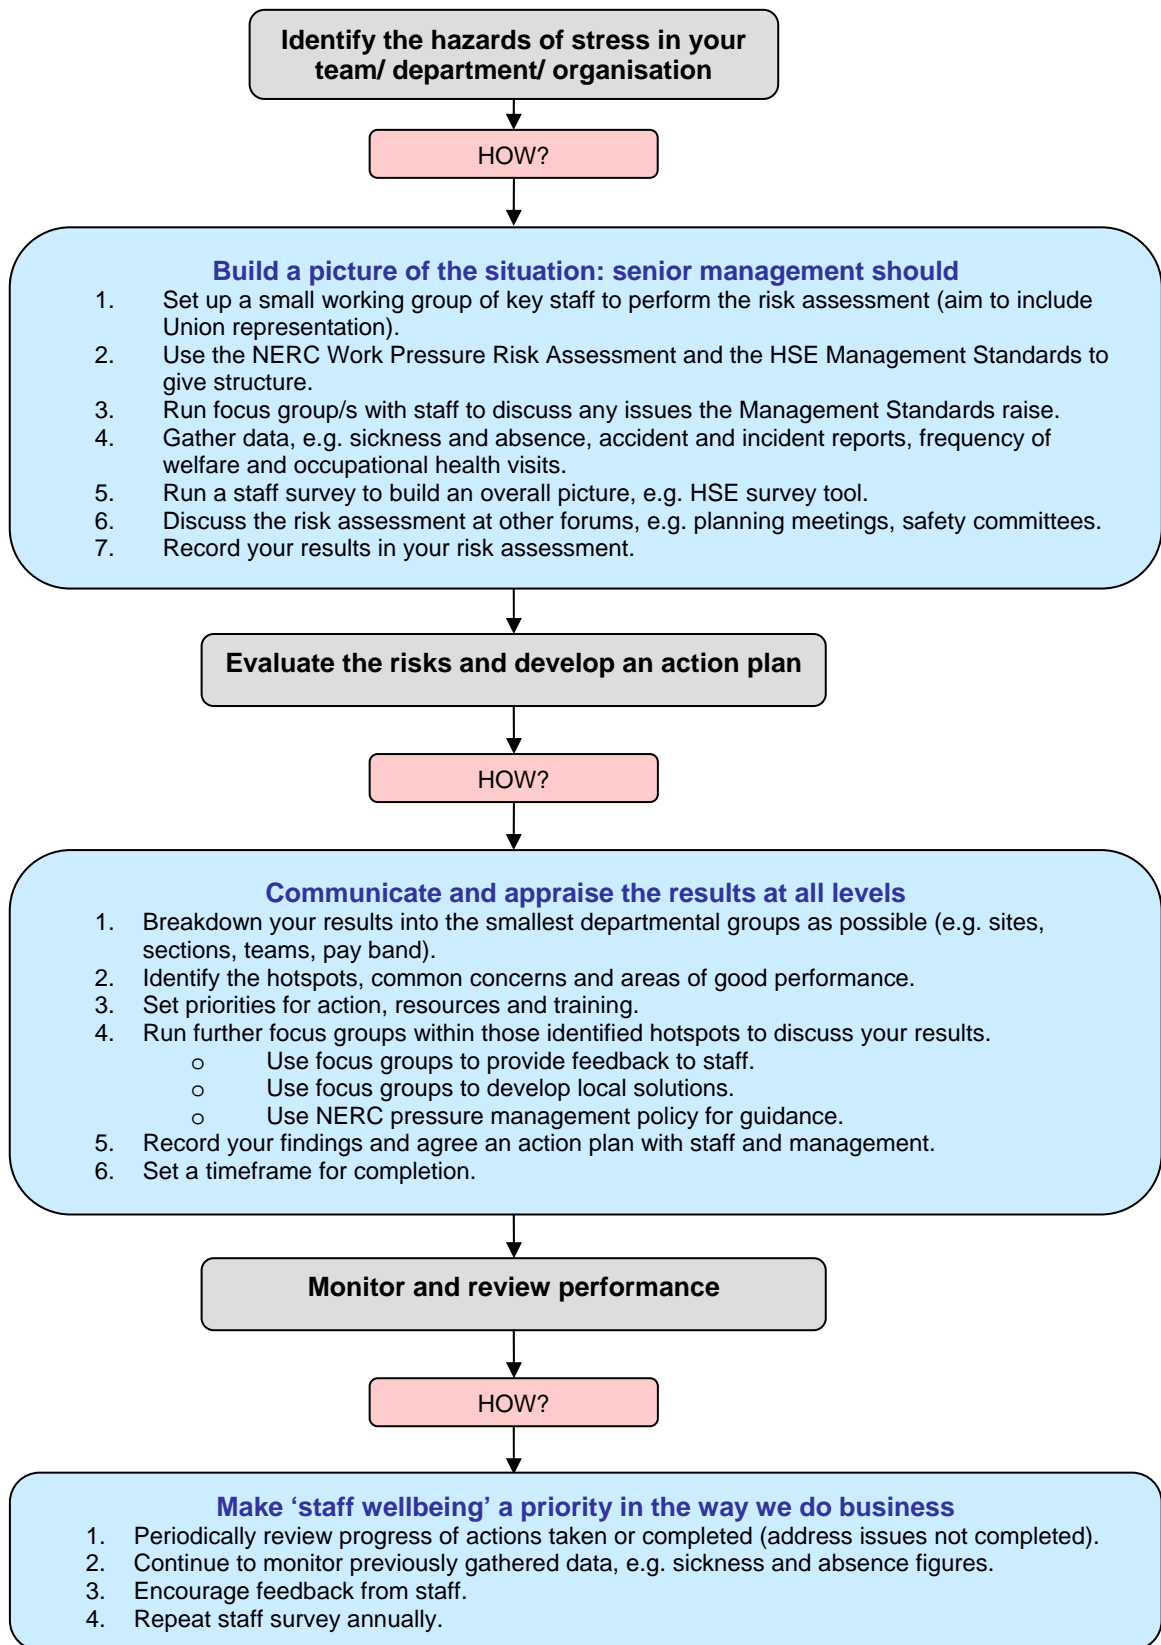 Identify the hazards of stress in your
team/ department/ organisation
HOW?
Build a picture of the situation: senior management should
1. Set up a small working group of key staff to perform the risk assessment (aim to include
Union representation).
2. Use the NERC Work Pressure Risk Assessment and the HSE Management Standards to
give structure.
3. Run focus group/s with staff to discuss any issues the Management Standards raise.
4. Gather data, e.g. sickness and absence, accident and incident reports, frequency of
welfare and occupational health visits.
5. Run a staff survey to build an overall picture, e.g. HSE survey tool.
6. Discuss the risk assessment at other forums, e.g. planning meetings, safety committees.
7. Record your results in your risk assessment.
Evaluate the risks and develop an action plan
HOW?
Communicate and appraise the results at all levels
1. Breakdown your results into the smallest departmental groups as possible (e.g. sites,
sections, teams, pay band).
2. Identify the hotspots, common concerns and areas of good performance.
3. Set priorities for action, resources and training.
4. Run further focus groups within those identified hotspots to discuss your results.
o Use focus groups to provide feedback to staff.
o Use focus groups to develop local solutions.
o Use NERC pressure management policy for guidance.
5. Record your findings and agree an action plan with staff and management.
6. Set a timeframe for completion.
Monitor and review performance
HOW?
Make ‘staff wellbeing’ a priority in the way we do business
1. Periodically review progress of actions taken or completed (address issues not completed).
2. Continue to monitor previously gathered data, e.g. sickness and absence figures.
3. Encourage feedback from staff.
4. Repeat staff survey annually.